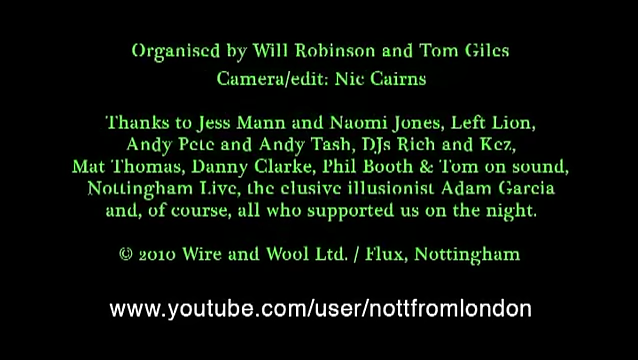 Organised by Will Robinson and Tom Giles
Camera/edit: Nic Cairns
Thanks to Jess Mann and Naomi Jones, Left Lion,
Andy Pete and Andy Tash, DJs Rich and Kez,
Mat Thomas, Danny Clarke, Phil Booth & Tom on sound,
Nottingham Live, the elusive illusionist Adam Garcia
and, of course, all who supported us on the night.
© 2010 Wire and Wool Ltd. / Flux, Nottingham
www.youtube.com/user/nottfromlondon